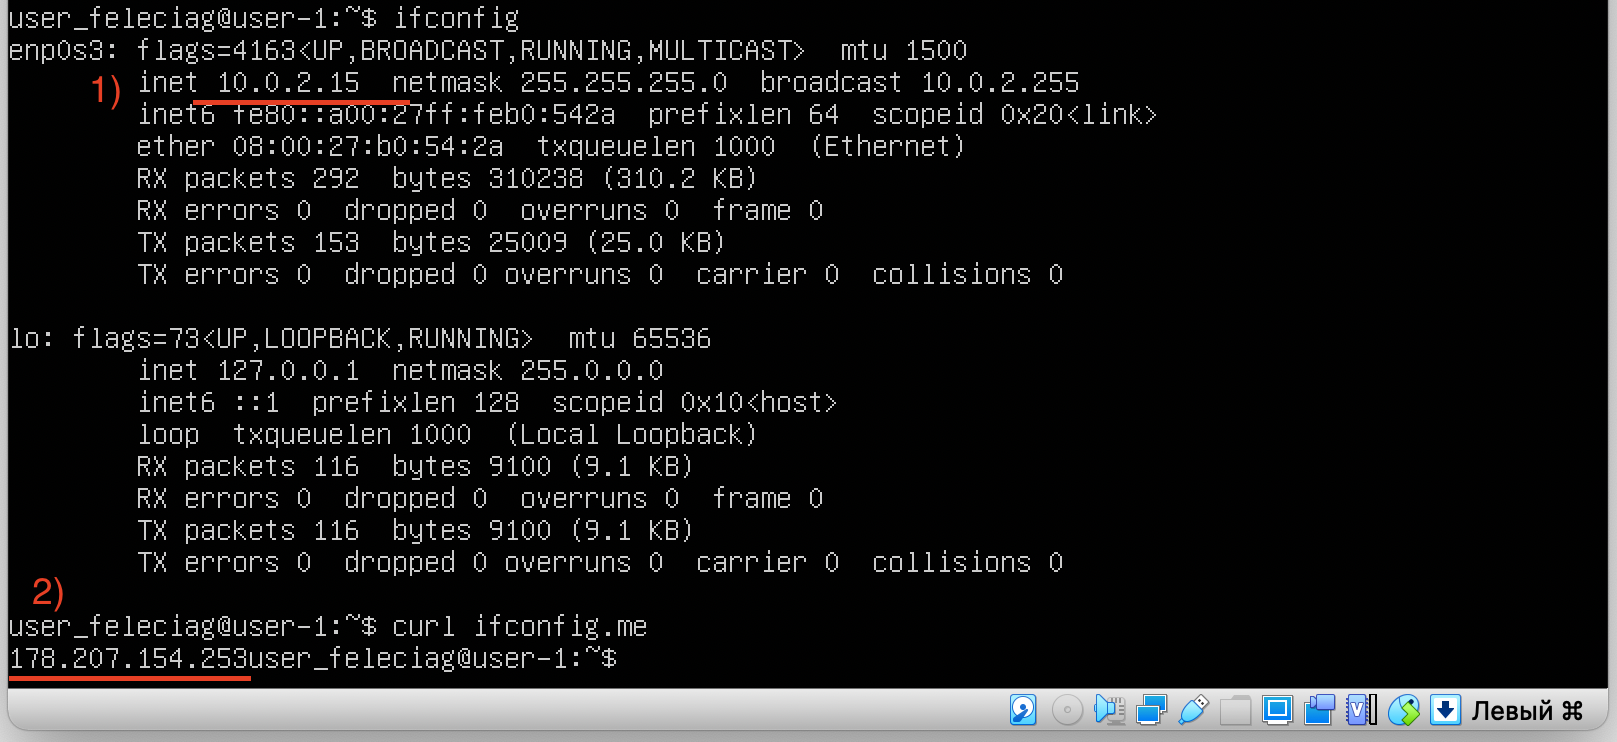 user_feleciag@user-1:~$ ifconfig
enp0s3: flags=4163<UP,BROADCAST,RUNNING,MULTICAST>  mtu 1500
1)      inet 10.0.2.15  netmask 255.255.255.0  broadcast 10.0.2.255
        inet6 fe80::a00:27ff:feb0:542a  prefixlen 64  scopeid 0x20<link>
        ether 08:00:27:b0:54:2a  txqueuelen 1000  (Ethernet)
        RX packets 292  bytes 310238 (310.2 KB)
        RX errors 0  dropped 0  overruns 0  frame 0
        TX packets 153  bytes 25009 (25.0 KB)
        TX errors 0  dropped 0 overruns 0  carrier 0  collisions 0

lo: flags=73<UP,LOOPBACK,RUNNING>  mtu 65536
        inet 127.0.0.1  netmask 255.0.0.0
        inet6 ::1  prefixlen 128  scopeid 0x10<host>
        loop  txqueuelen 1000  (Local Loopback)
        RX packets 116  bytes 9100 (9.1 KB)
        RX errors 0  dropped 0  overruns 0  frame 0
        TX packets 116  bytes 9100 (9.1 KB)
        TX errors 0  dropped 0 overruns 0  carrier 0  collisions 0
2)
user_feleciag@user-1:~$ curl ifconfig.me
178.207.154.253user_feleciag@user-1:~$
Левый ⌘